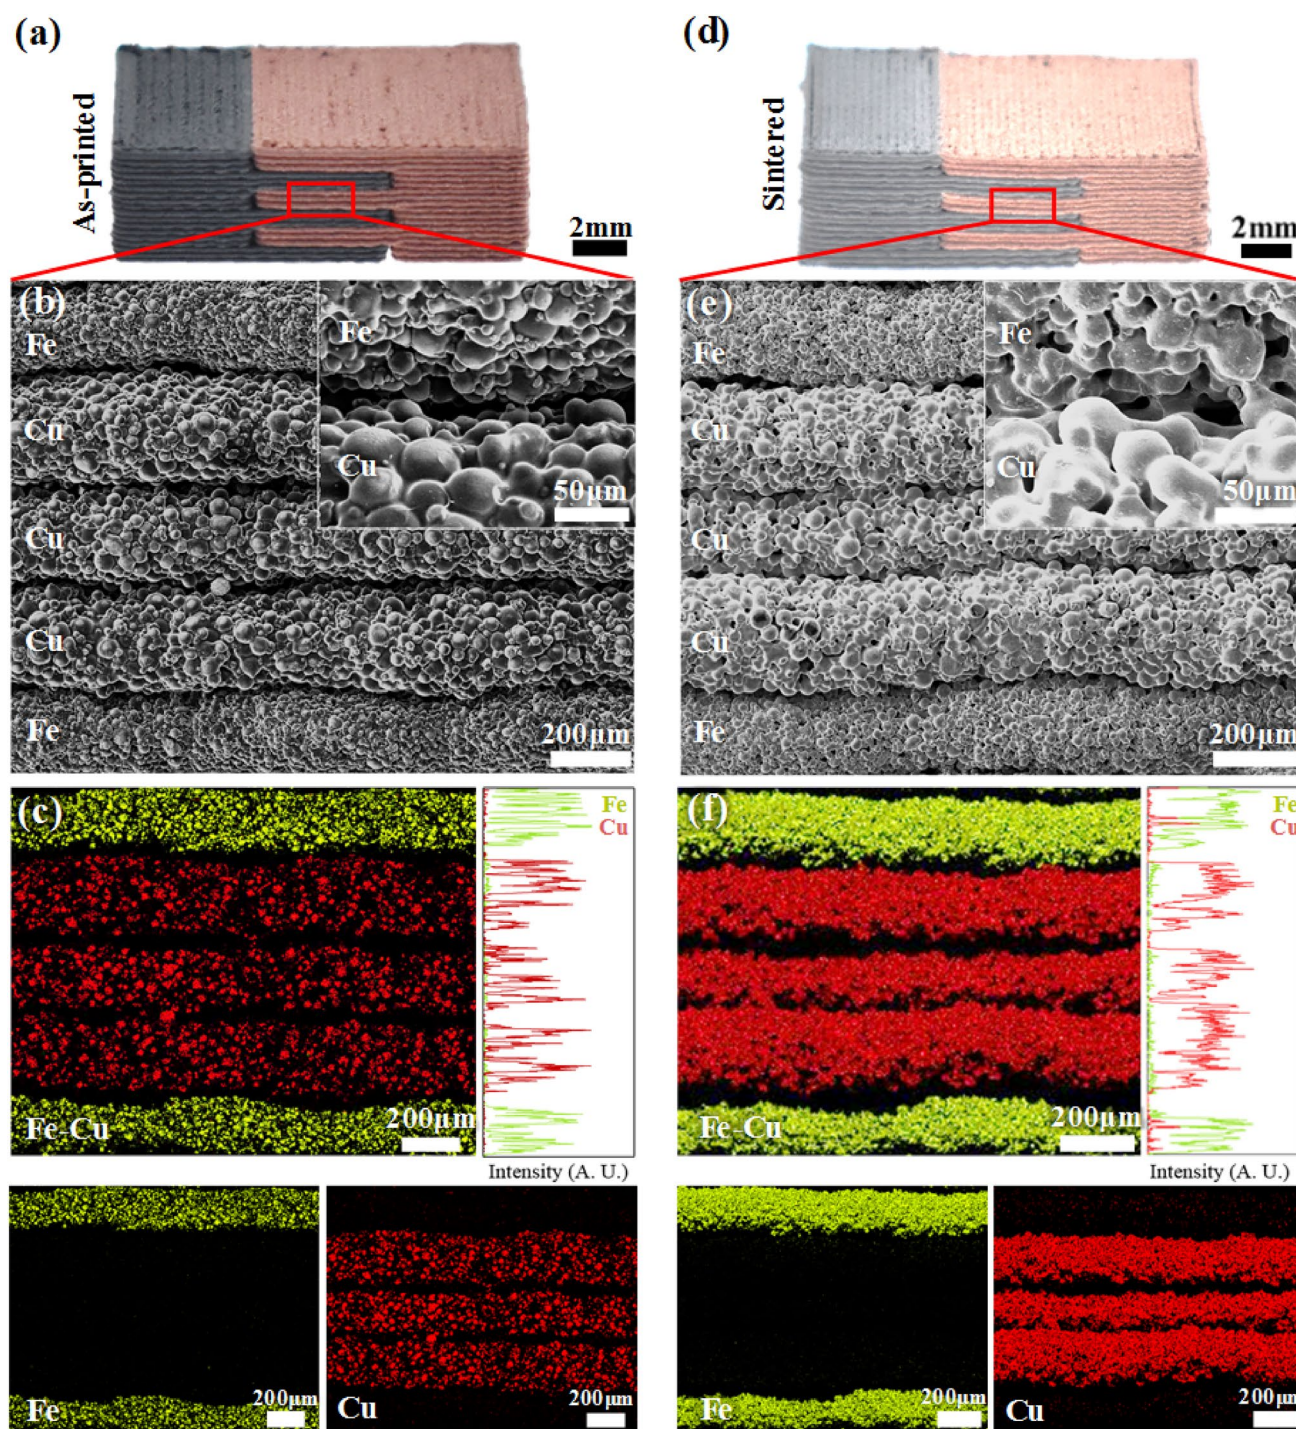 (a)
As-printed
2mm
(d)
Sintered
2mm
(b)
Fe
Cu
Cu
Cu
Fe
Fe
Cu
50μm
200μm
(e)
Fe
Cu
Cu
Cu
Fe
Fe
Cu
50μm
200μm
(c)
Fe-Cu
200μm
Fe
Cu
Intensity (A. U.)
(f)
Fe-Cu
200μm
Fe
Cu
Intensity (A. U.)
Fe
200μm
Cu
200μm
Fe
200μm
Cu
200μm